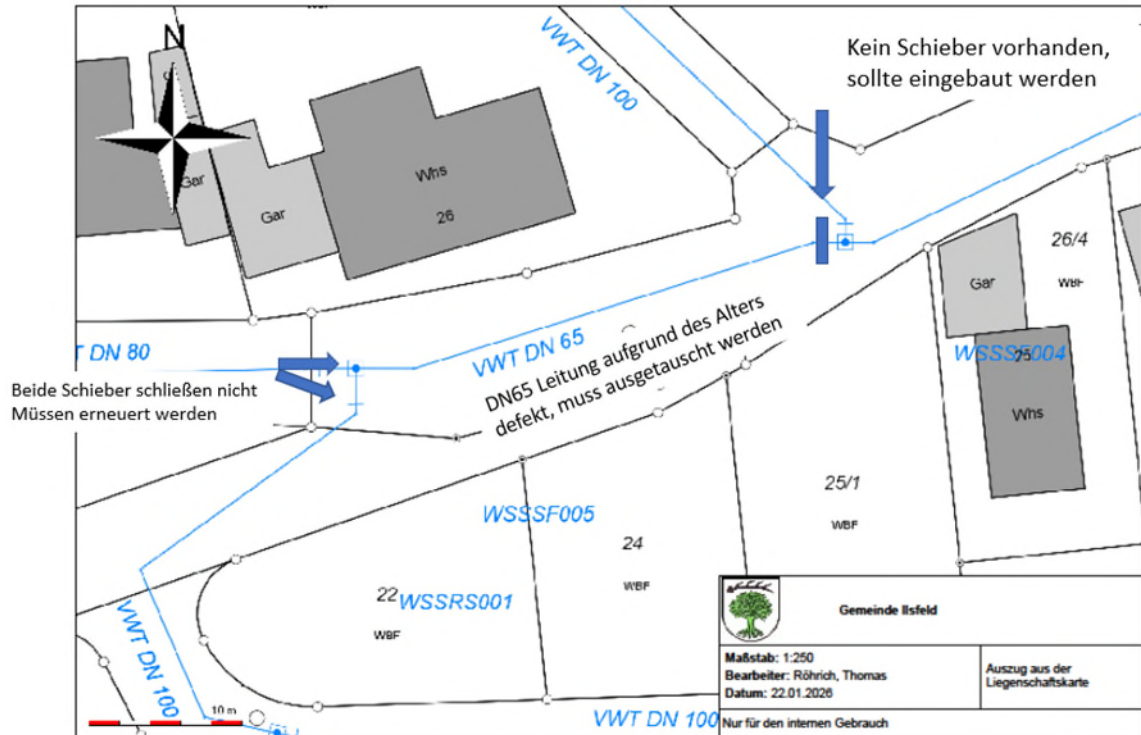 WBF
N
VWT DN 100
Kein Schieber vorhanden,
sollte eingebaut werden
Gar
Gar
Whs
26
26/4
WBF
Gar
WSSSF004
25
Whs
T DN 80
VWT DN 65
DN65 Leitung aufgrund des Alters
defekt, muss ausgetauscht werden
Beide Schieber schließen nicht
Müssen erneuert werden
25/1
WBF
WSSSF005
24
WBF
22
WSSRS001
WBF
VWT DN 100
10 m
VWT DN 100
Gemeinde Ilsfeld
Maßstab: 1:250
Bearbeiter: Röhrich, Thomas
Datum: 22.01.2026
Auszug aus der
Liegenschaftskarte
Nur für den internen Gebrauch